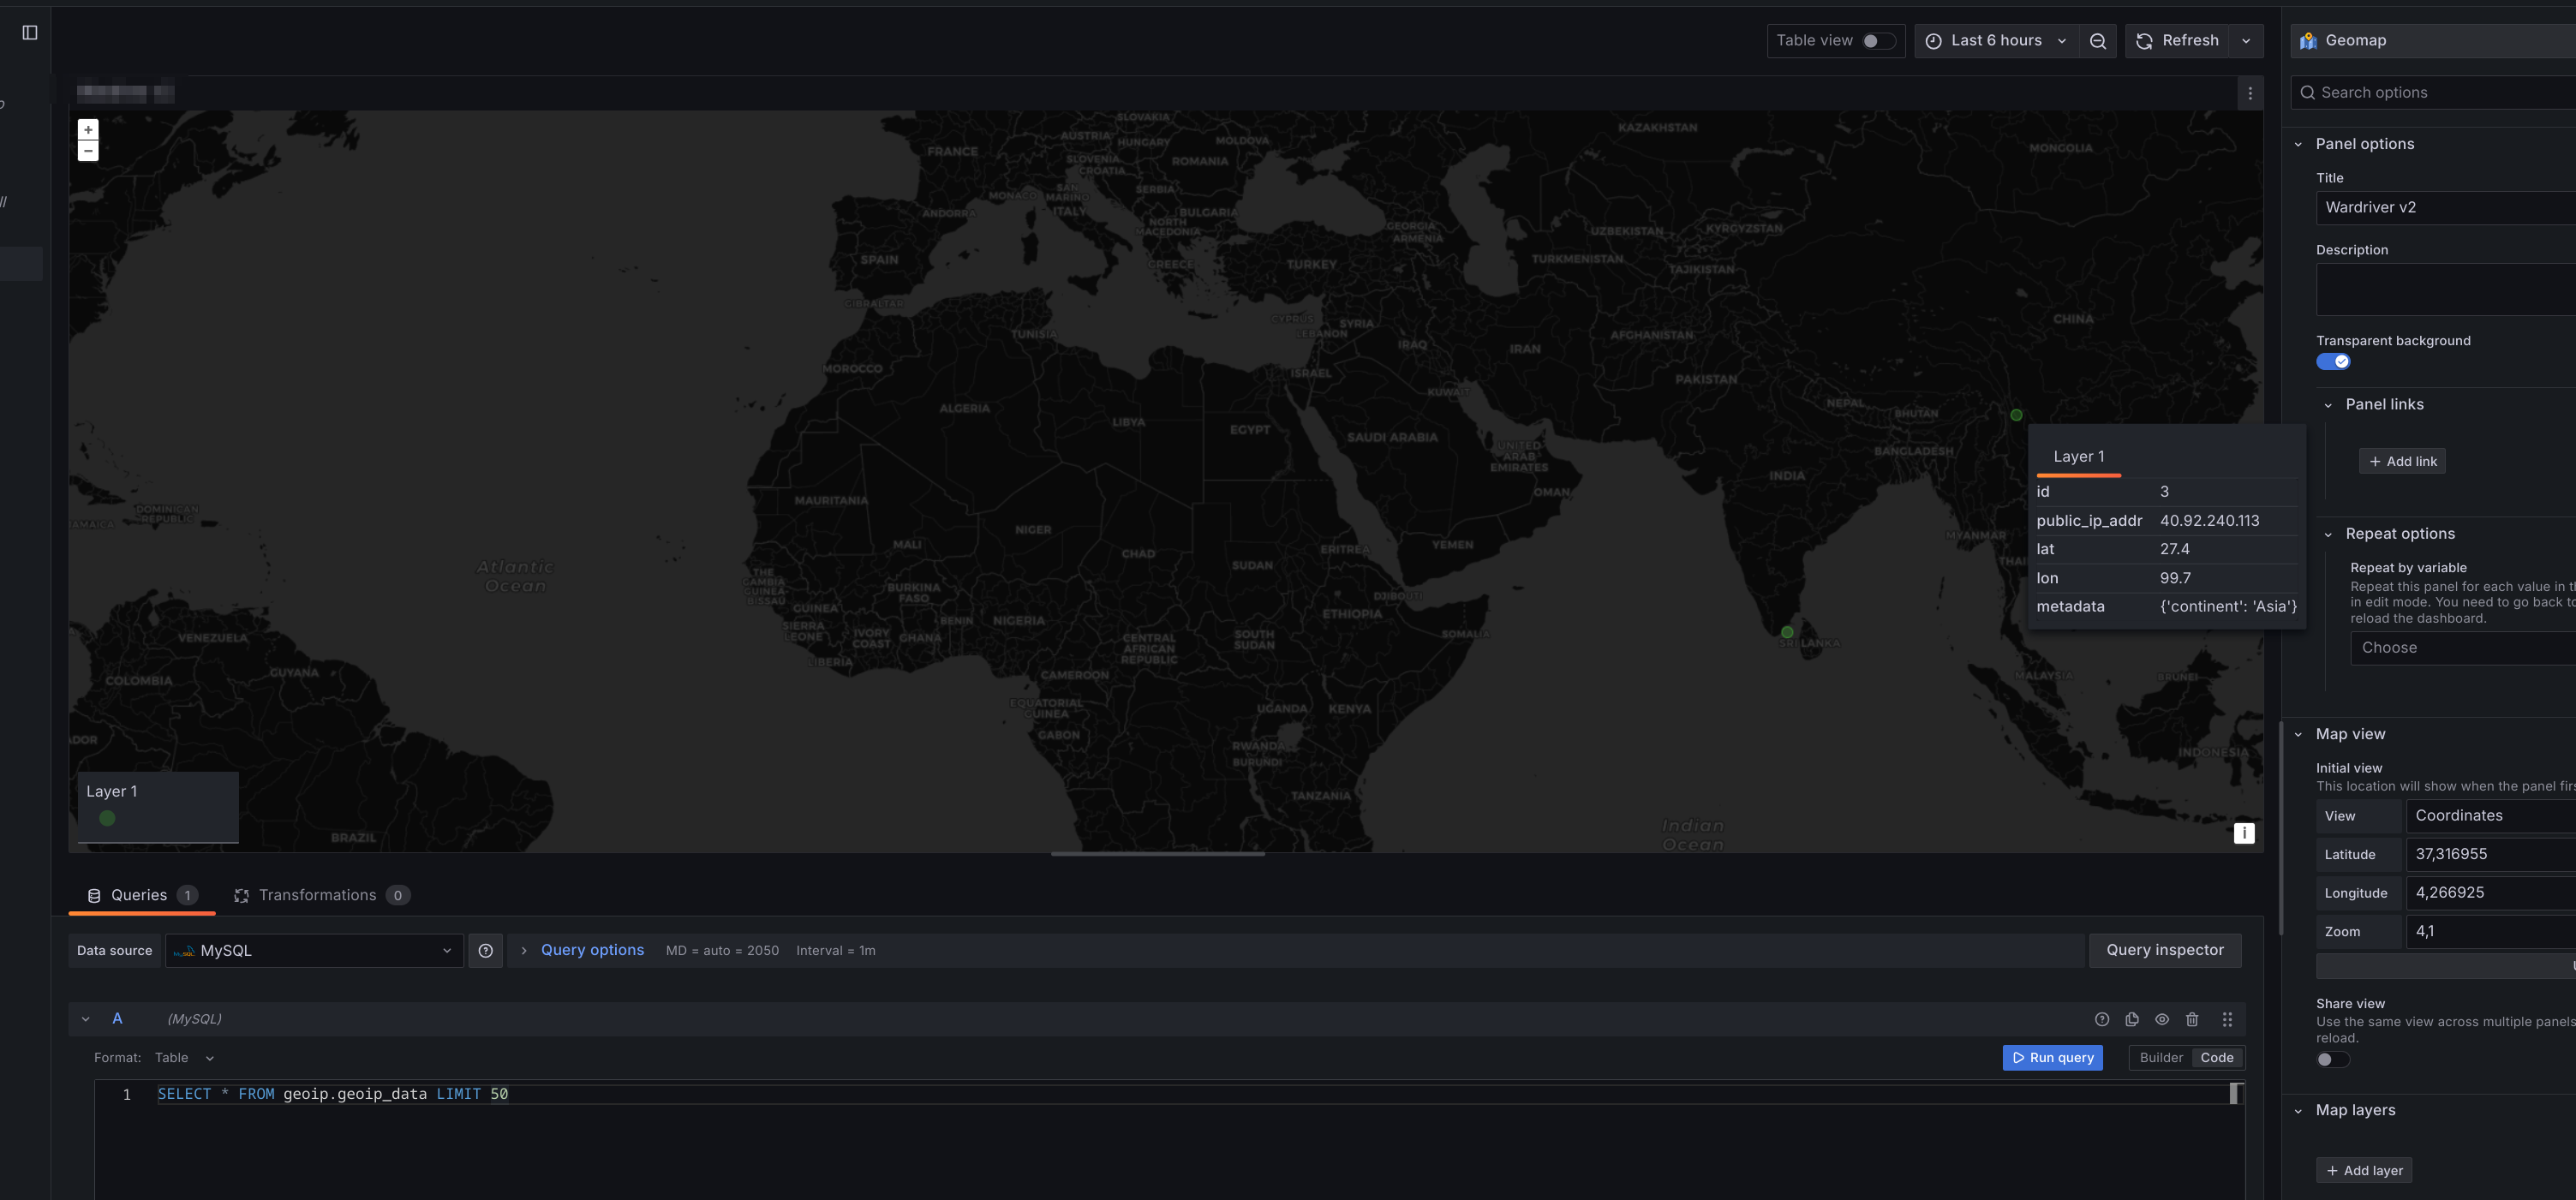 Table view
Last 6 hours
Refresh
Geomap
Search options
+
−
SLOVAKIA
AUSTRIA
HUNGARY
MOLDOVA
KAZAKHSTAN
FRANCE
SLOVENIA
CROATIA
ROMANIA
MONGOLIA
MONACO
SAN
MARINO
SERBIA
ANDORRA
ITALY
BULGARIA
NORTH
MACEDONIA
GEORGIA
ARMENIA
UZBEKISTAN
KYRGYZSTAN
SPAIN
GREECE
TURKEY
TURKMENISTAN
TAJIKISTAN
GIBRALTAR
TUNISIA
CYPRUS
LEBANON
SYRIA
AFGHANISTAN
CHINA
IRAQ
IRAN
MOROCCO
ISRAEL
PAKISTAN
KUWAIT
ALGERIA
LIBYA
EGYPT
NEPAL
BHUTAN
SAUDI ARABIA
UNITED
ARAB
EMIRATES
BANGLADESH
INDIA
OMAN
MAURITANIA
DOMINICAN
REPUBLIC
JAMAICA
NIGER
MALI
CHAD
ERITREA
YEMEN
MYANMAR
Atlantic
Ocean
SUDAN
THAI
THE
GAMBIA
GUINEA-
BISSAU
BURKINA
FASO
DJIBOUTI
GUINEA
BENIN
NIGERIA
ETHIOPIA
SIERRA
LEONE
IVORY
COAST
GHANA
CENTRAL
AFRICAN
REPUBLIC
SOUTH
SUDAN
SOMALIA
SRI LANKA
VENEZUELA
LIBERIA
GUYANA
COLOMBIA
CAMEROON
MALAYSIA
BRUNEI
EQUATORIAL
GUINEA
UGANDA
KENYA
GABON
DOR
RWANDA
BURUNDI
INDONESIA
TANZANIA
BRAZIL
Indian
Ocean
Layer 1
id 3
public_ip_addr 40.92.240.113
lat 27.4
lon 99.7
metadata {'continent': 'Asia'}
Layer 1
i
Queries 1
Transformations 0
Data source
MySQL
Query options
MD = auto = 2050
Interval = 1m
Query inspector
A
(MySQL)
Format: Table
Run query
Builder
Code
1 SELECT * FROM geoip.geoip_data LIMIT 50
Panel options
Title
Wardriver v2
Description
Transparent background
Panel links
+ Add link
Repeat options
Repeat by variable
Repeat this panel for each value in th
in edit mode. You need to go back to
reload the dashboard.
Choose
Map view
Initial view
This location will show when the panel firs
View Coordinates
Latitude 37,316955
Longitude 4,266925
Zoom 4,1
Share view
Use the same view across multiple panels
reload.
Map layers
+ Add layer